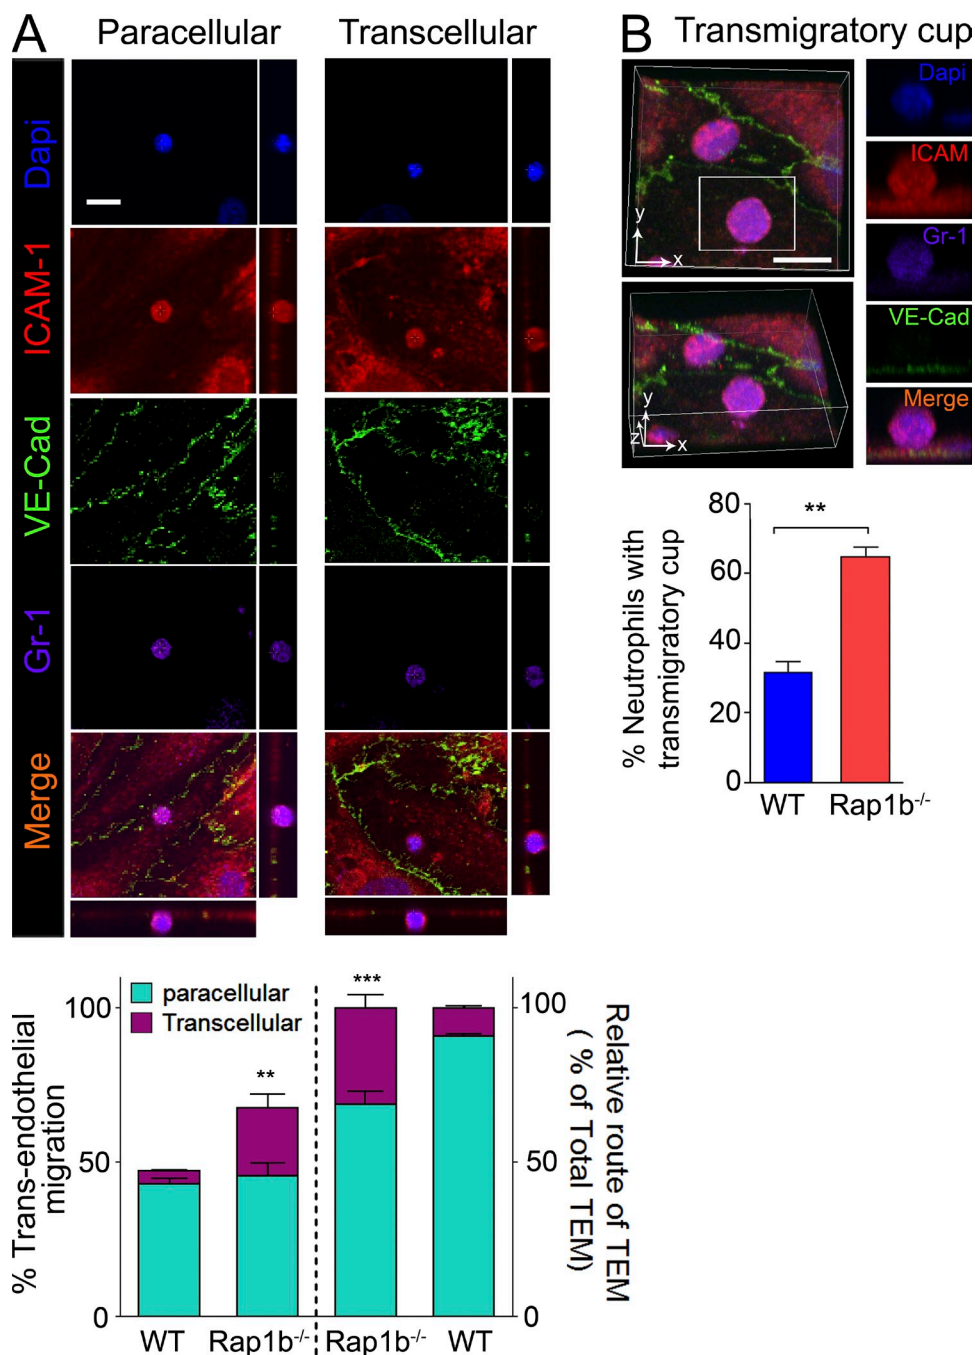 A
Paracellular
Transcellular
Dapi
ICAM-1
VE-Cad
Gr-1
Merge
B
Transmigratory cup
y
x
y
z
x
Dapi
ICAM
Gr-1
VE-Cad
Merge
% Neutrophils with
transmigratory cup
80
60
40
20
0
**
WT
Rap1b-/-
% Trans-endothelial
migration
100
50
0
paracellular
Transcellular
**
***
100
50
0
Relative route of TEM
( % of Total TEM)
WT
Rap1b-/-
Rap1b-/-
WT